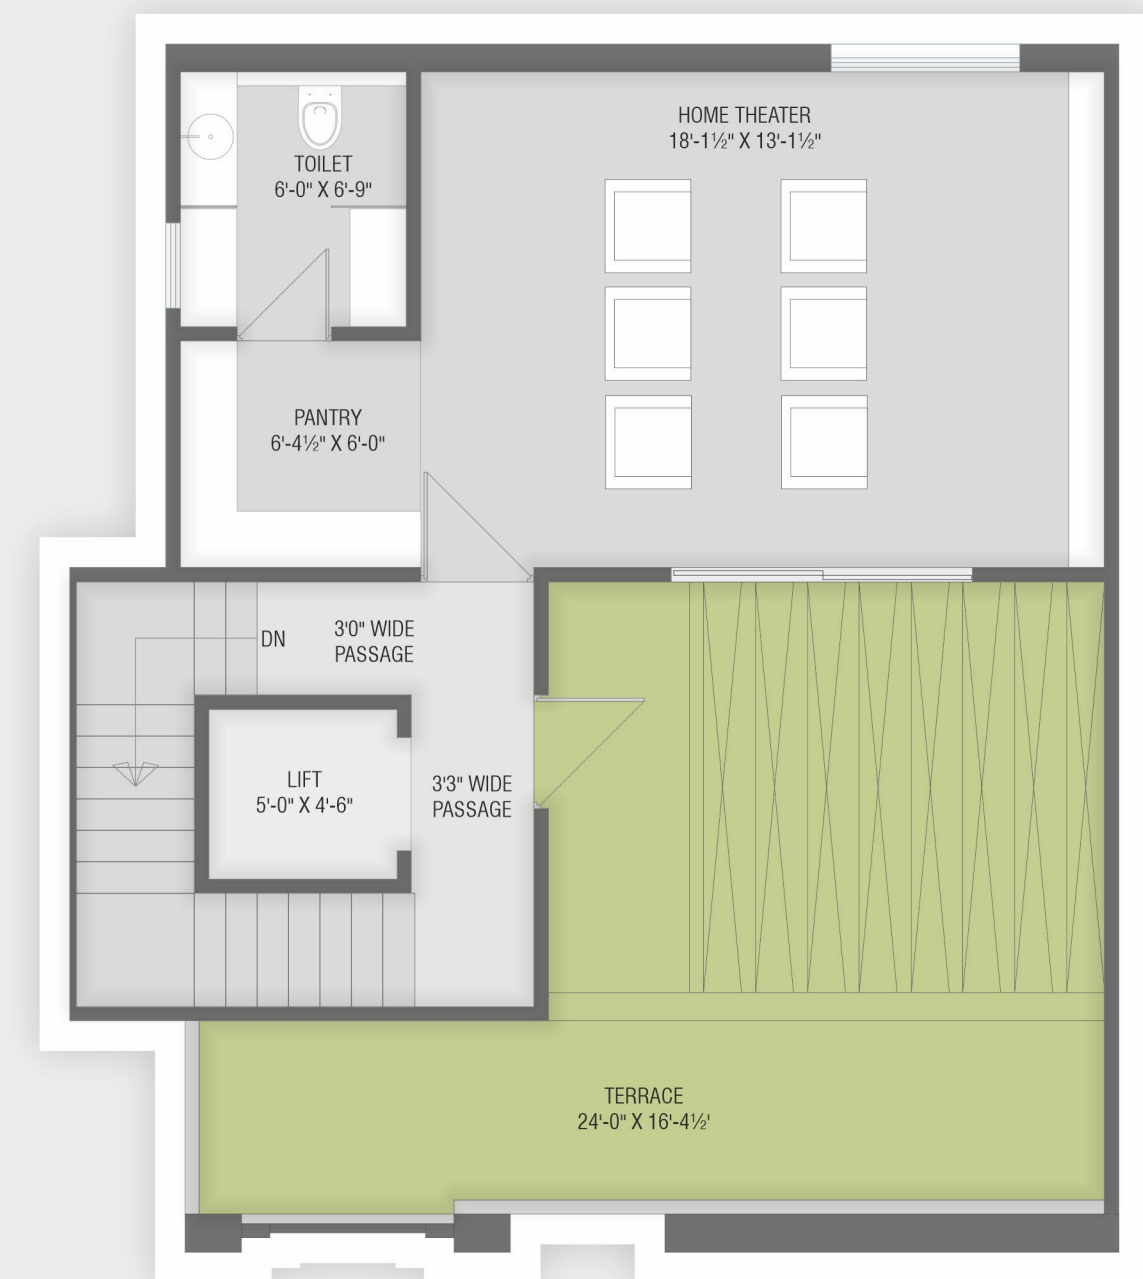 HOME THEATER
18'-1½" X 13'-1½"
TOILET
6'-0" X 6'-9"
PANTRY
6'-4½" X 6'-0"
DN
3'0" WIDE
PASSAGE
LIFT
5'-0" X 4'-6"
3'3" WIDE
PASSAGE
TERRACE
24'-0" X 16'-4½'